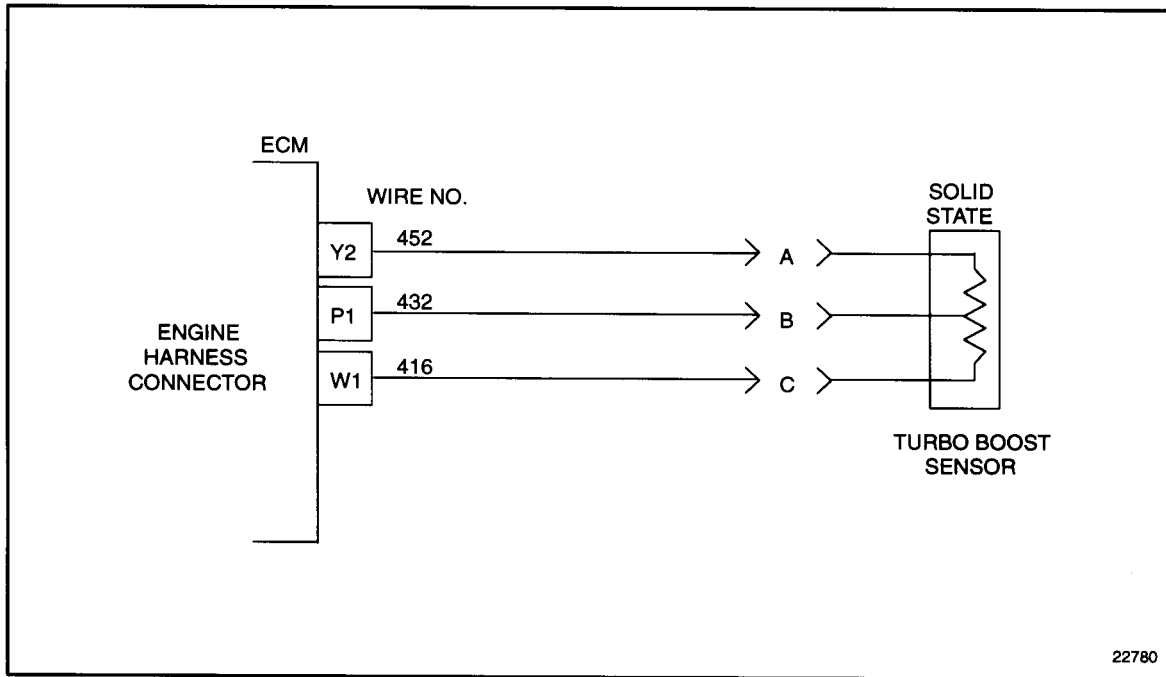 ECM
WIRE NO.
SOLID
STATE
Y2
452
A
P1
432
B
ENGINE
HARNESS
CONNECTOR
W1
416
C
TURBO BOOST
SENSOR
22780